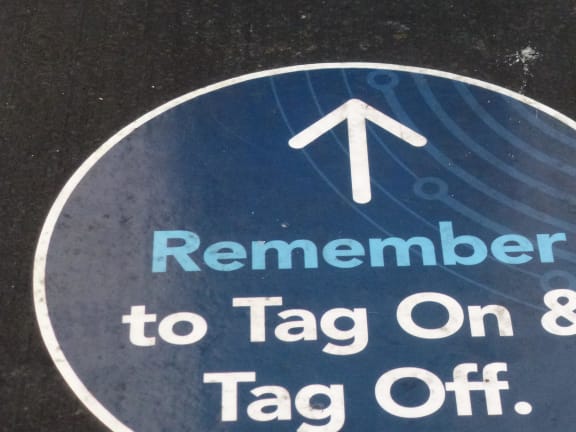 Remember
to Tag On &
Tag Off.